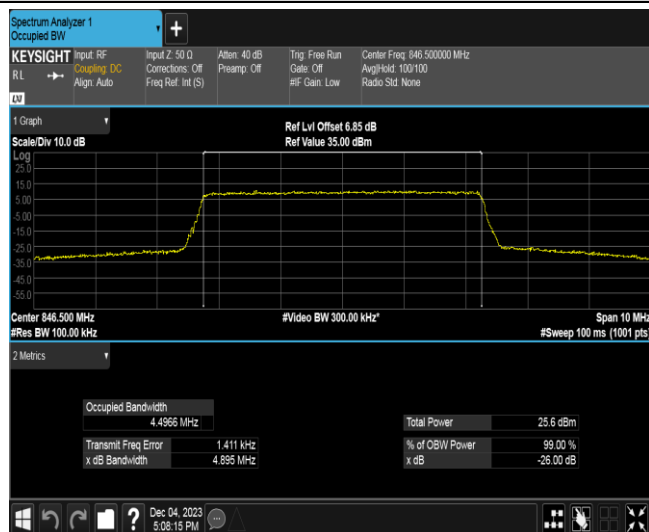 Spectrum Analyzer 1
Occupied BW
KEYSIGHT Input: RF Input Z: 50 Ω Atten: 40 dB Trig: Free Run Center Freq: 846.500000 MHz
RL Coupling: DC Corrections: Off Preamp: Off Gate: Off Avg|Hold: 100/100
Align: Auto Freq Ref: Int (S) #IF Gain: Low Radio Std: None
LXI
1 Graph
Ref Lvl Offset 6.85 dB
Scale/Div 10.0 dB Ref Value 35.00 dBm
Log
25.0
15.0
5.00
-5.00
-15.0
-25.0
-35.0
-45.0
-55.0
Center 846.500 MHz #Video BW 300.00 kHz* Span 10 MHz
#Res BW 100.00 kHz #Sweep 100 ms (1001 pts)
2 Metrics
Occupied Bandwidth
4.4966 MHz Total Power 25.6 dBm
Transmit Freq Error 1.411 kHz % of OBW Power 99.00 %
x dB Bandwidth 4.895 MHz x dB -26.00 dB
? Dec 04, 2023
5:08:15 PM